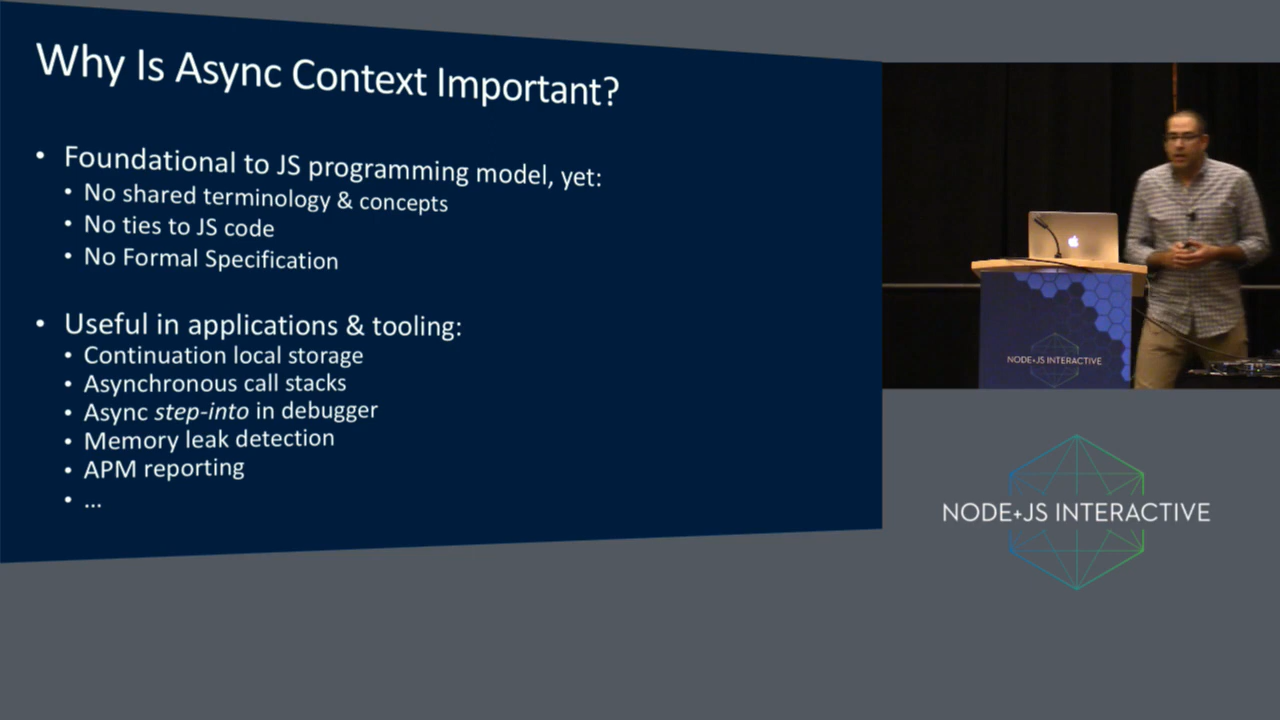 Why Is Async Context Important?
• Foundational to JS programming model, yet:
• No shared terminology & concepts
• No ties to JS code
• No Formal Specification
• Useful in applications & tooling:
• Continuation local storage
• Asynchronous call stacks
• Async step-into in debugger
• Memory leak detection
• APM reporting
• ...
NODE+JS INTERACTIVE
NODE+JS INTERACTIVE